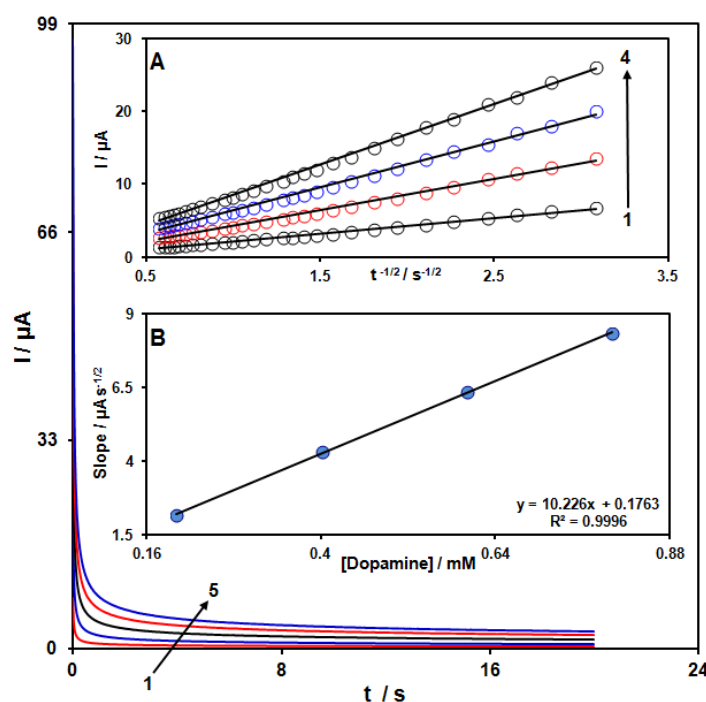 99
66
33
0
I / µA
0
8
16
24
t / s
1
5
A
30
20
10
0
I / µA
0.5
1.5
2.5
3.5
t -1/2 / s-1/2
4
1
B
9
6.5
4
1.5
Slope / µA s-1/2
0.16
0.4
0.64
0.88
[Dopamine] / mM
y = 10.226x + 0.1763
R² = 0.9996